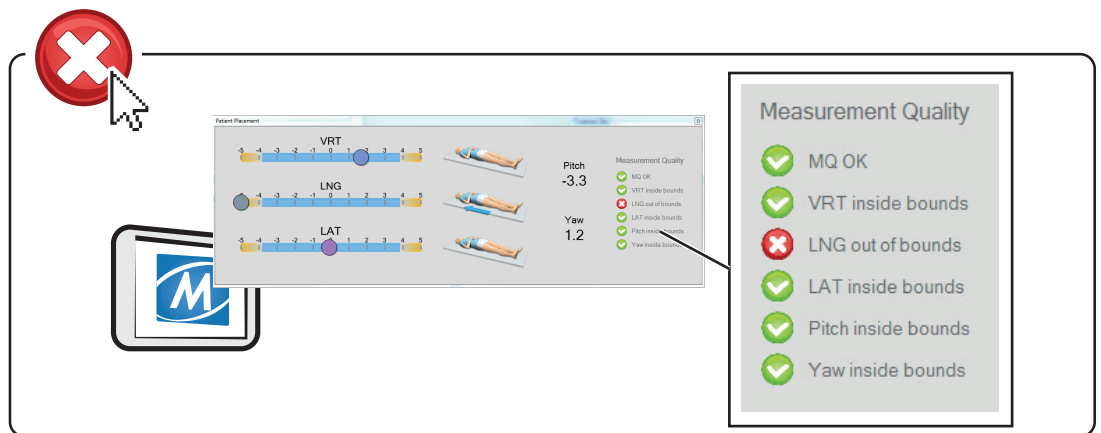 Patient Placement
VRT
-5 -4 -3 -2 -1 0 1 2 3 4 5
LNG
-4 -3 -2 -1 0 1 2 3 4 5
LAT
-5 -4 -3 -2 -1 0 1 2 3 4 5
Pitch
-3.3
Yaw
1.2
Measurement Quality
MQ OK
VRT inside bounds
LNG out of bounds
LAT inside bounds
Pitch inside bounds
Yaw inside bounds
M
Measurement Quality
MQ OK
VRT inside bounds
LNG out of bounds
LAT inside bounds
Pitch inside bounds
Yaw inside bounds